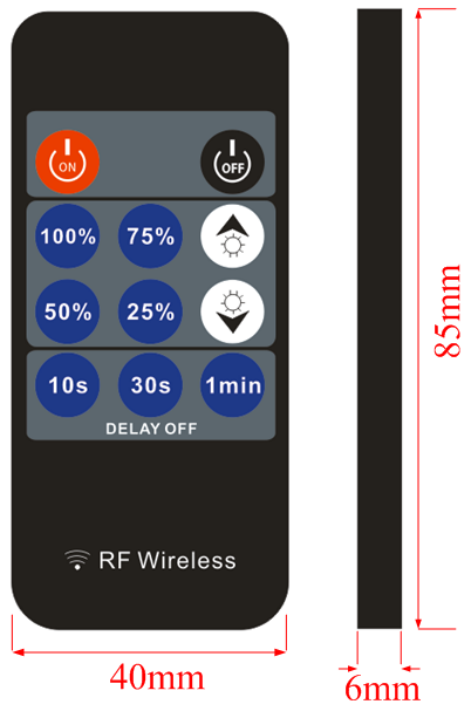 ON
OFF
100% 75%
50% 25%
10s 30s 1min
DELAY OFF
RF Wireless
40mm
6mm
85mm